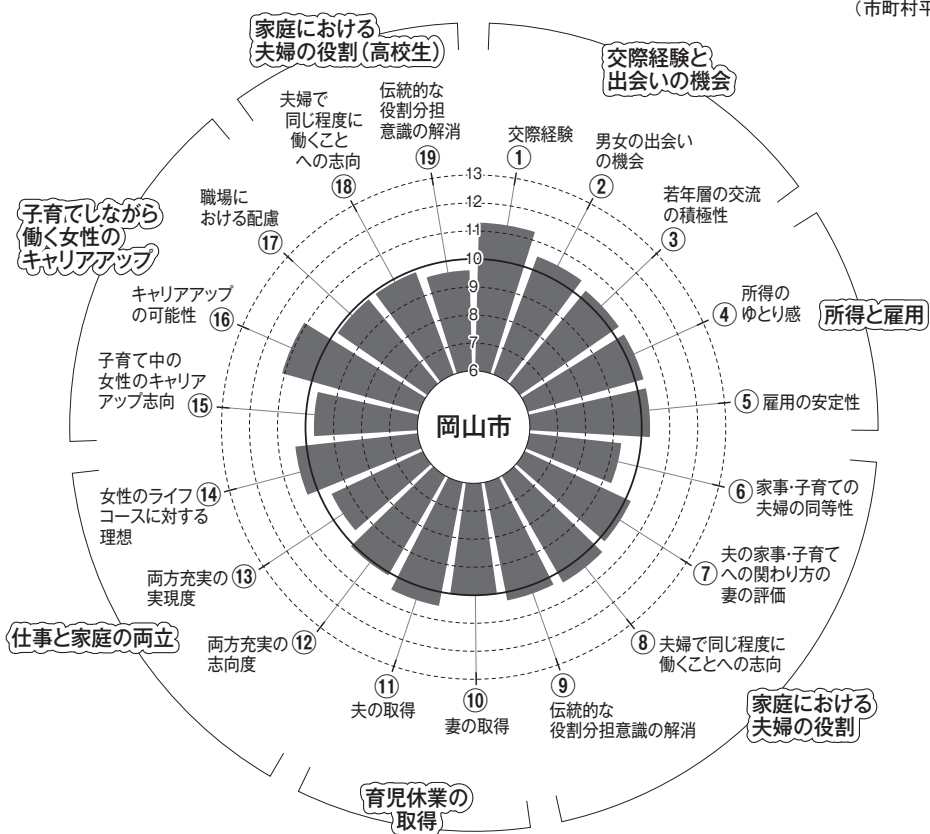 （市町村平
家庭における
夫婦の役割（高校生）
交際経験と
出会いの機会
子育てしながら
働く女性の
キャリアアップ
所得と雇用
仕事と家庭の両立
家庭における
夫婦の役割
育児休業の
取得
岡山市
13
12
11
10
9
8
7
6
交際経験
①
男女の出会い
の機会
②
若年層の交流
の積極性
③
④ 所得の
ゆとり感
⑤ 雇用の安定性
⑥ 家事・子育ての
夫婦の同等性
⑦ 夫の家事・子育て
への関わり方の
妻の評価
⑧ 夫婦で同じ程度に
働くことへの志向
⑨
伝統的な
役割分担意識の解消
⑩
妻の取得
⑪
夫の取得
両方充実の ⑫
志向度
両方充実の ⑬
実現度
女性のライフ ⑭
コースに対する
理想
子育て中の
女性のキャリア
アップ志向 ⑮
キャリアアップ
の可能性 ⑯
職場に
おける配慮
⑰
夫婦で
同じ程度に
働くこと
への志向
⑱
伝統的な
役割分担
意識の解消
⑲